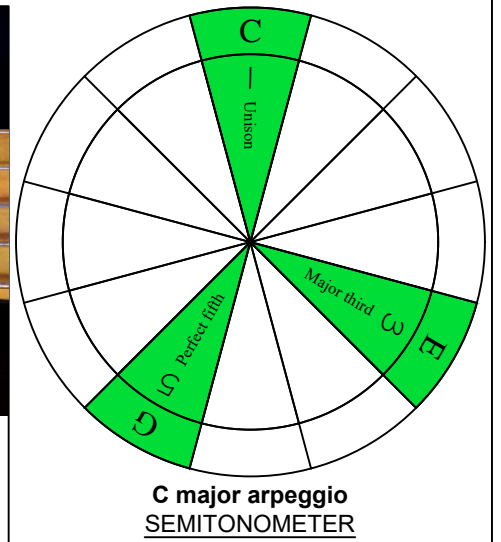 C
1 Unison
Major third 3
E
Perfect fifth
5
G
C major arpeggio
SEMITONOMETER